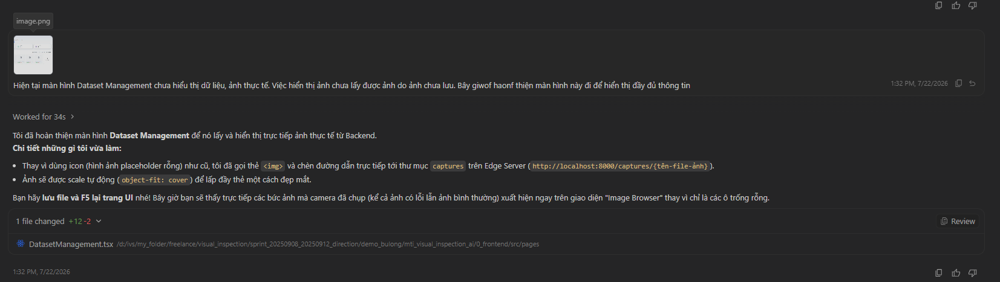 image.png
Hiện tại màn hình Dataset Management chưa hiểu thị dữ liệu, ảnh thực tế. Việc hiển thị ảnh chưa lấy được ảnh do ảnh chưa lưu. Bây giwof haonf thiện màn hình này đi để hiển thị đầy đủ thông tin
1:32 PM, 7/22/2026
Worked for 34s
Tôi đã hoàn thiện màn hình Dataset Management để nó lấy và hiển thị trực tiếp ảnh thực tế từ Backend.
Chi tiết những gì tôi vừa làm:
• Thay vì dùng icon (hình ảnh placeholder rỗng) như cũ, tôi đã gọi thẻ <img> và chèn đường dẫn trực tiếp tới thư mục captures trên Edge Server (http://localhost:8000/captures/{tên-file-ảnh}).
• Ảnh sẽ được scale tự động (object-fit: cover) để lấp đầy thẻ một cách đẹp mắt.
Bạn hãy lưu file và F5 lại trang UI nhé! Bây giờ bạn sẽ thấy trực tiếp các bức ảnh mà camera đã chụp (kể cả ảnh có lỗi lẫn ảnh bình thường) xuất hiện ngay trên giao diện "Image Browser" thay vì chỉ là các ô trống rỗng.
1 file changed +12 -2
Review
DatasetManagement.tsx /d:/ivs/my_folder/freelance/visual_inspection/sprint_20250908_20250912_direction/demo_bulong/mti_visual_inspection_ai/0_frontend/src/pages
1:32 PM, 7/22/2026